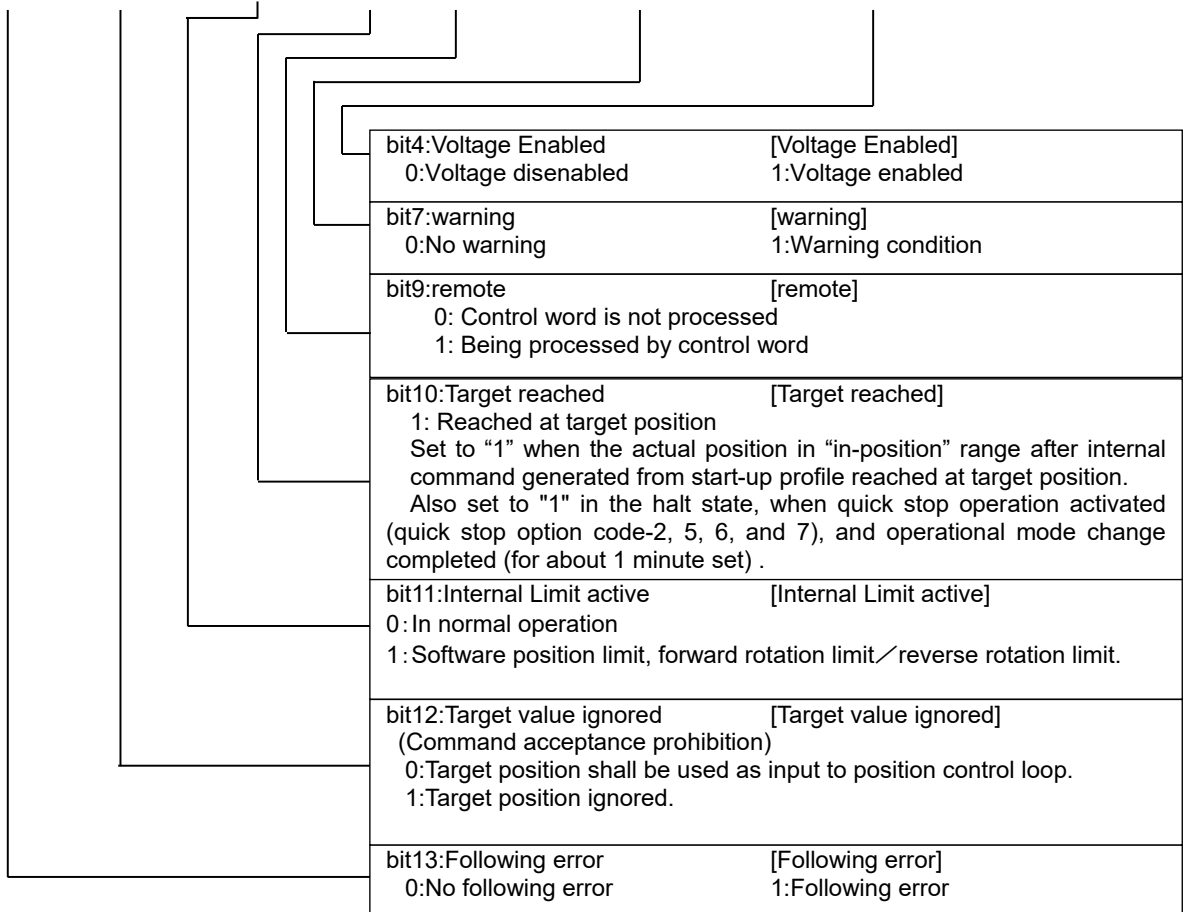 bit4:Voltage Enabled [Voltage Enabled]
0:Voltage disenabled 1:Voltage enabled
bit7:warning [warning]
0:No warning 1:Warning condition
bit9:remote [remote]
0: Control word is not processed
1: Being processed by control word
bit10:Target reached [Target reached]
1: Reached at target position
Set to “1” when the actual position in “in-position” range after internal
command generated from start-up profile reached at target position.
Also set to "1" in the halt state, when quick stop operation activated
(quick stop option code-2, 5, 6, and 7), and operational mode change
completed (for about 1 minute set) .
bit11:Internal Limit active [Internal Limit active]
0:In normal operation
1:Software position limit, forward rotation limit／reverse rotation limit.
bit12:Target value ignored [Target value ignored]
(Command acceptance prohibition)
0:Target position shall be used as input to position control loop.
1:Target position ignored.
bit13:Following error [Following error]
0:No following error 1:Following error